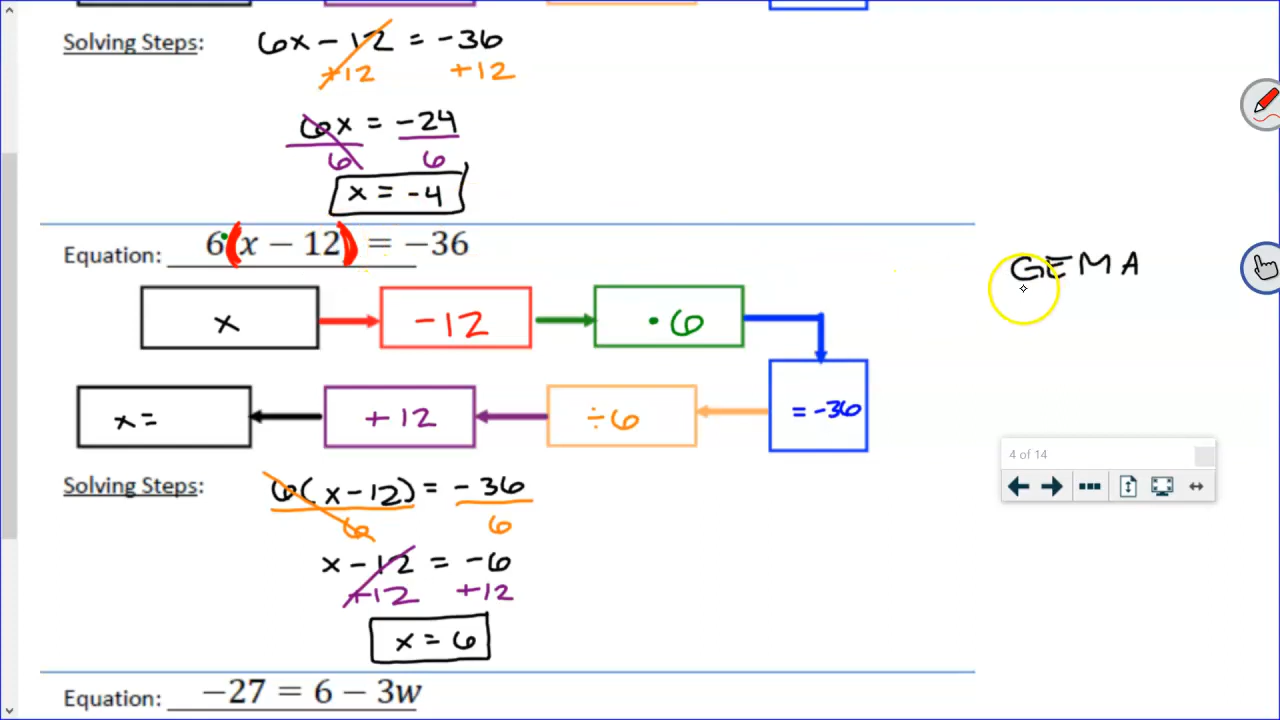 Solving Steps: 6x - 12 = -36
+12 +12
6x = -24
6 6
x = -4
Equation: 6·(x − 12) = −36
GEMA
x -12 ·6
x = +12 ÷6 = -36
4 of 14
Solving Steps: 6(x-12) = -36
6 6
x - 12 = -6
+12 +12
x = 6
Equation: −27 = 6 − 3w